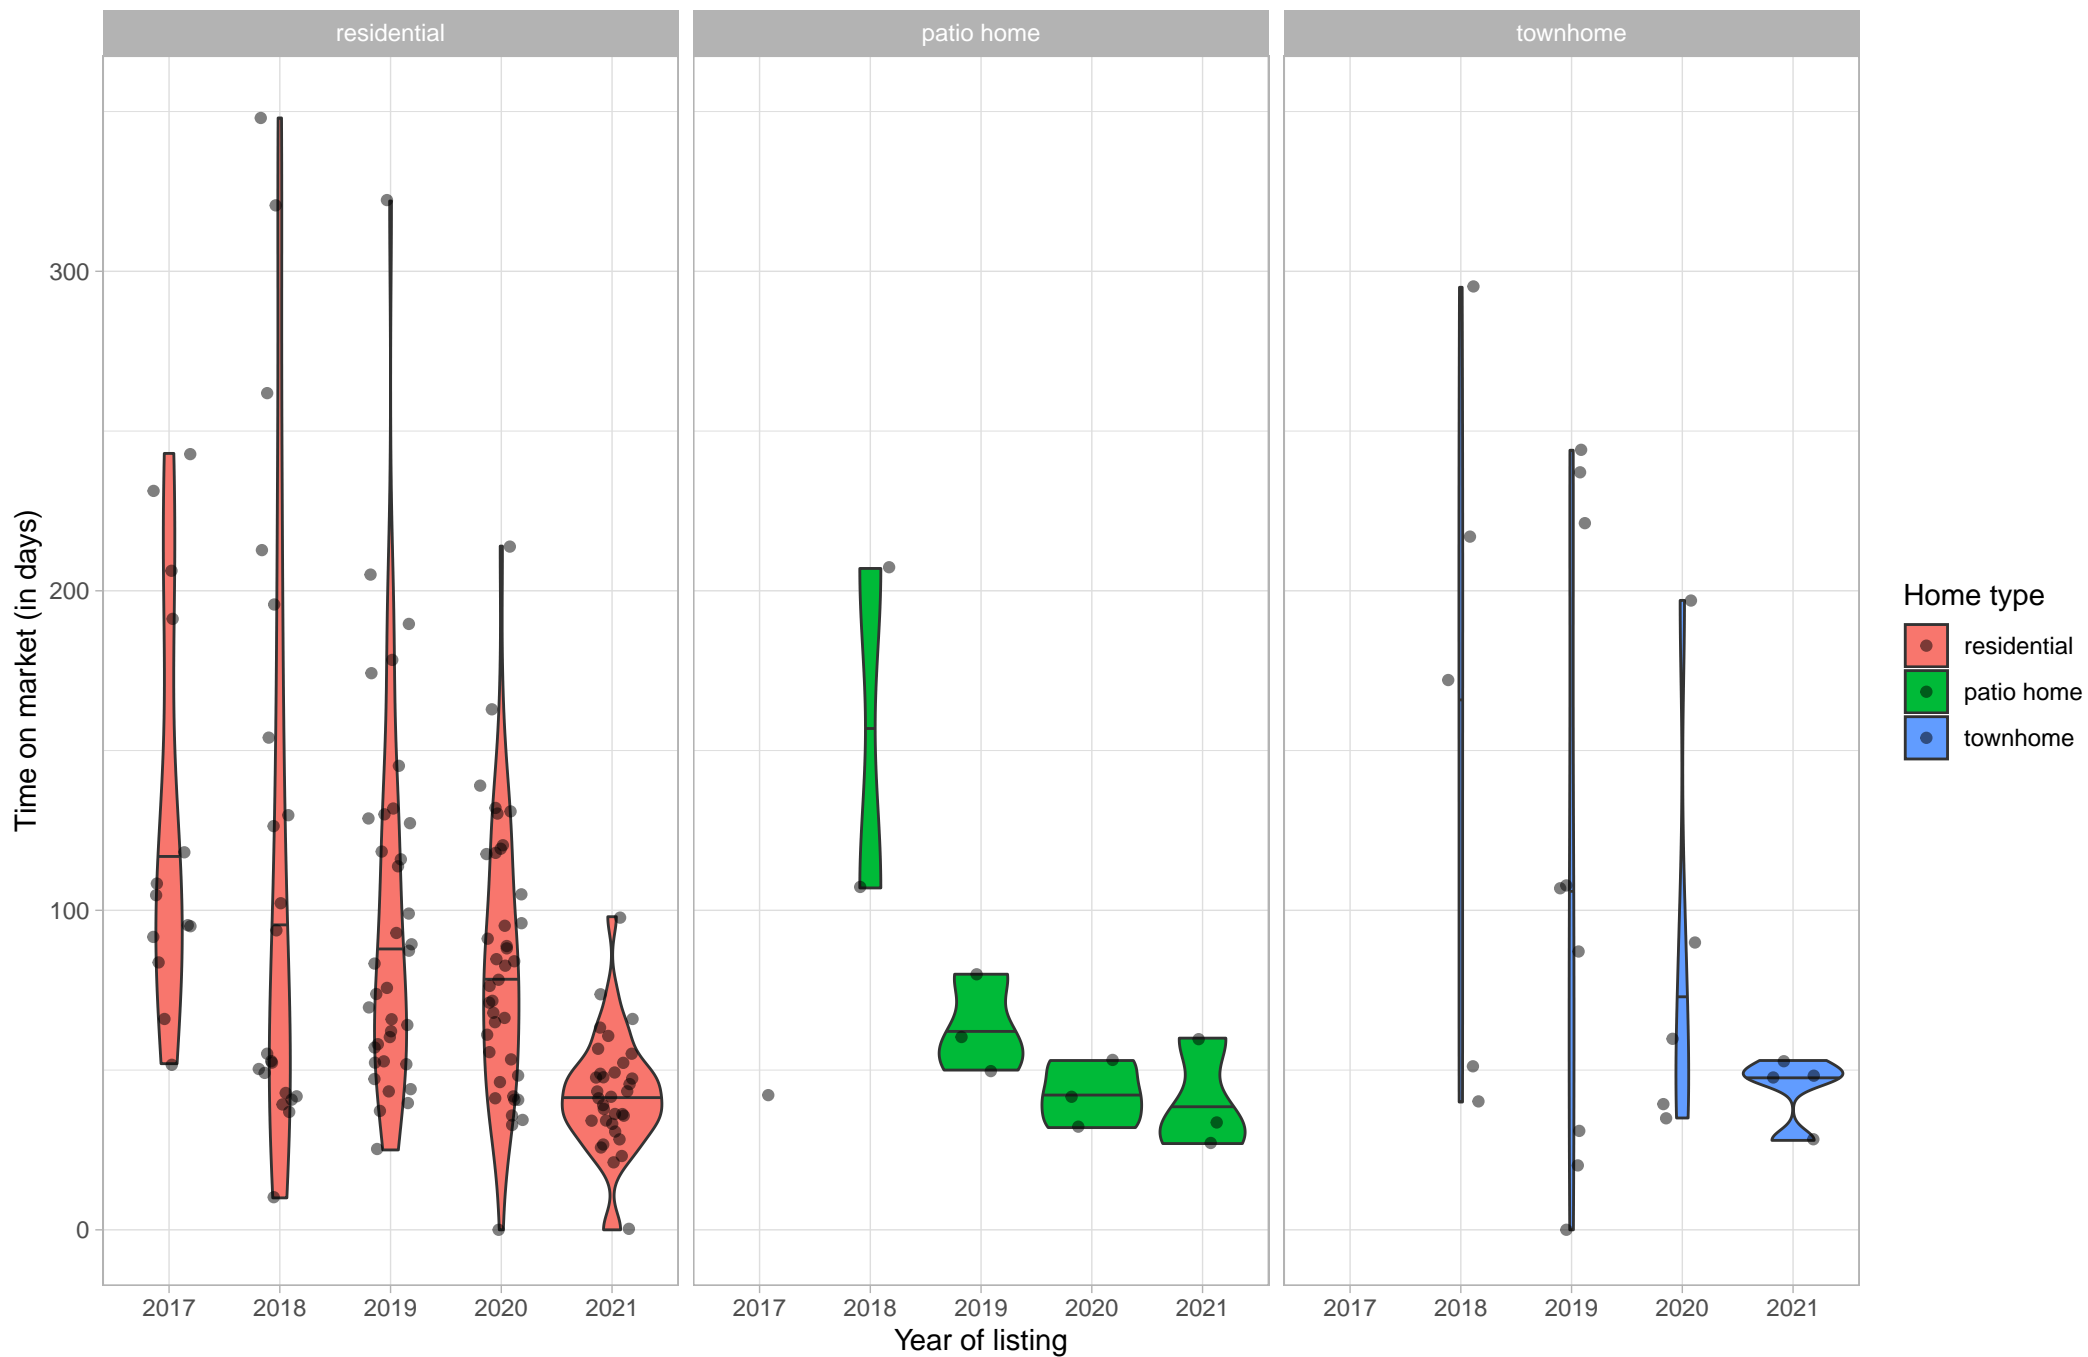 residential
patio home
townhome
300
200
100
0
Time on market (in days)
2017 2018 2019 2020 2021
2017 2018 2019 2020 2021
2017 2018 2019 2020 2021
Year of listing
Home type
residential
patio home
townhome